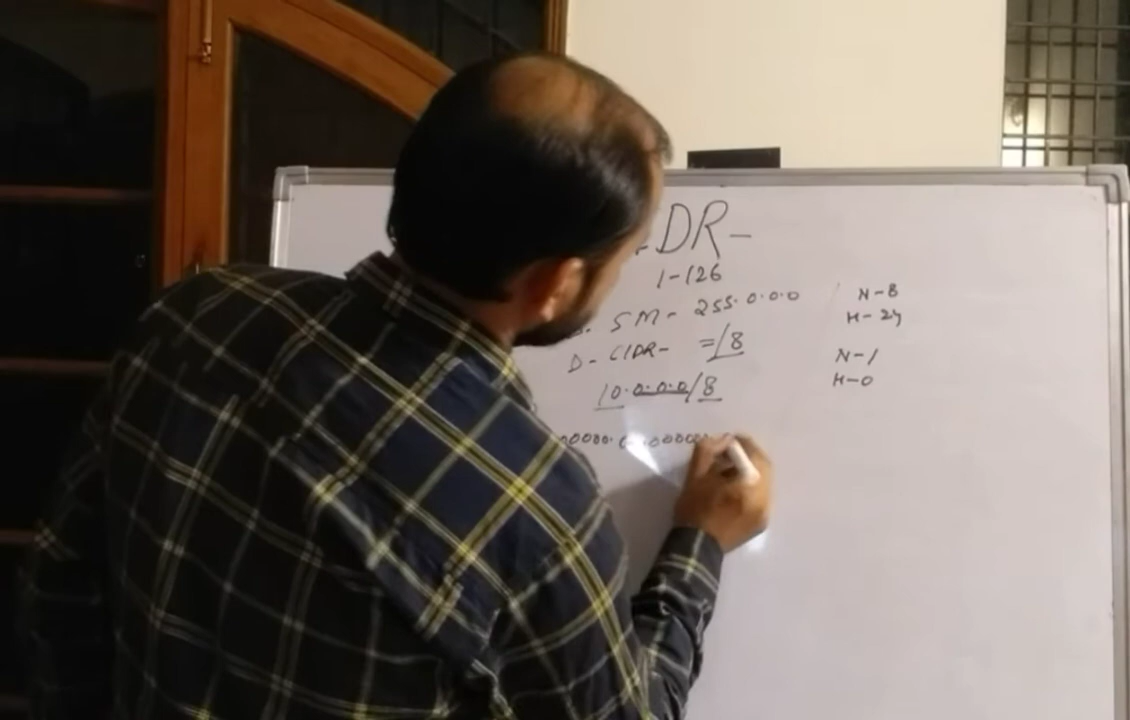 DR-
1-126
SM- 255.0.0.0
N-8
H-24
D- CIDR- =/8
N-1
H-0
10.0.0.0/8